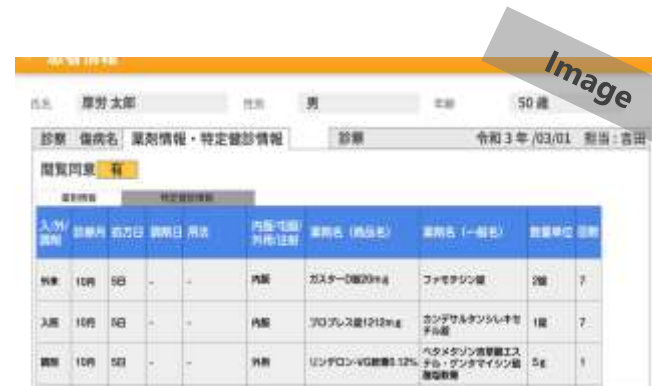 Image
氏名 厚労 太郎 性別 男 年齢 50 歳
診察 傷病名 薬剤情報・特定健診情報 診察 令和 3 年 /03/01 担当 : 吉田
閲覧同意 有
薬剤情報 特定健診情報
入/外/調剤 診療月 処方日 調剤日 用法 内服/屯服/外用/注射 薬剤名（商品名） 薬剤名（一般名） 数量単位 回数
外来 10月 5日 - - 内服 ガスターD錠20mg ファモチジン錠 2錠 7
入院 10月 5日 - - 内服 ブロプレス錠1212mg カンデサルタンシレキセチル錠 1錠 7
調剤 10月 5日 - - 外用 リンデロン-VG軟膏0.12% ベタメタゾン吉草酸エステル・ゲンタマイシン硫酸塩軟膏 5g 1